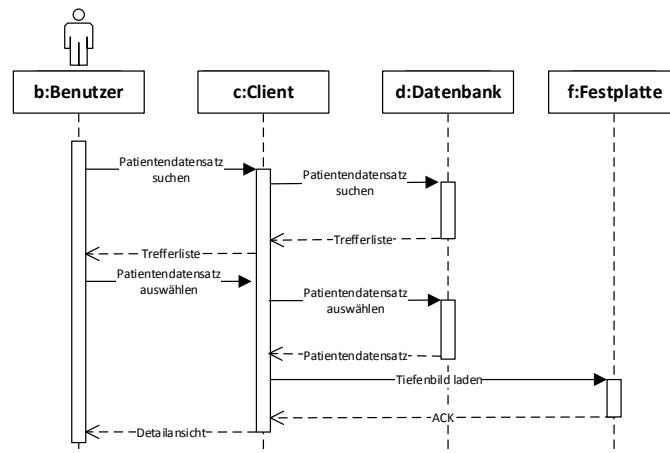 b:Benutzer
c:Client
d:Datenbank
f:Festplatte
Patientendatensatz
suchen
Patientendatensatz
suchen
Trefferliste
Trefferliste
Patientendatensatz
auswählen
Patientendatensatz
auswählen
Patientendatensatz
Tiefenbild laden
ACK
Detailansicht